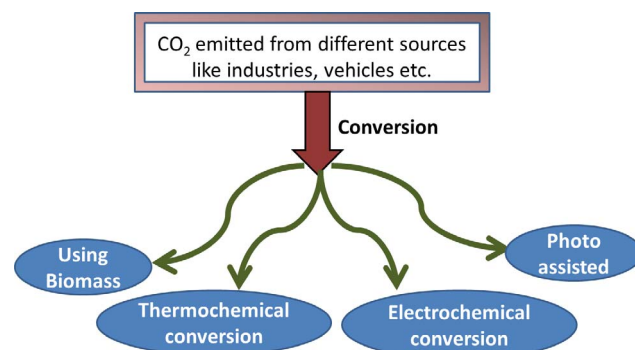 CO₂ emitted from different sources
like industries, vehicles etc.
Conversion
Using
Biomass
Thermochemical
conversion
Electrochemical
conversion
Photo
assisted